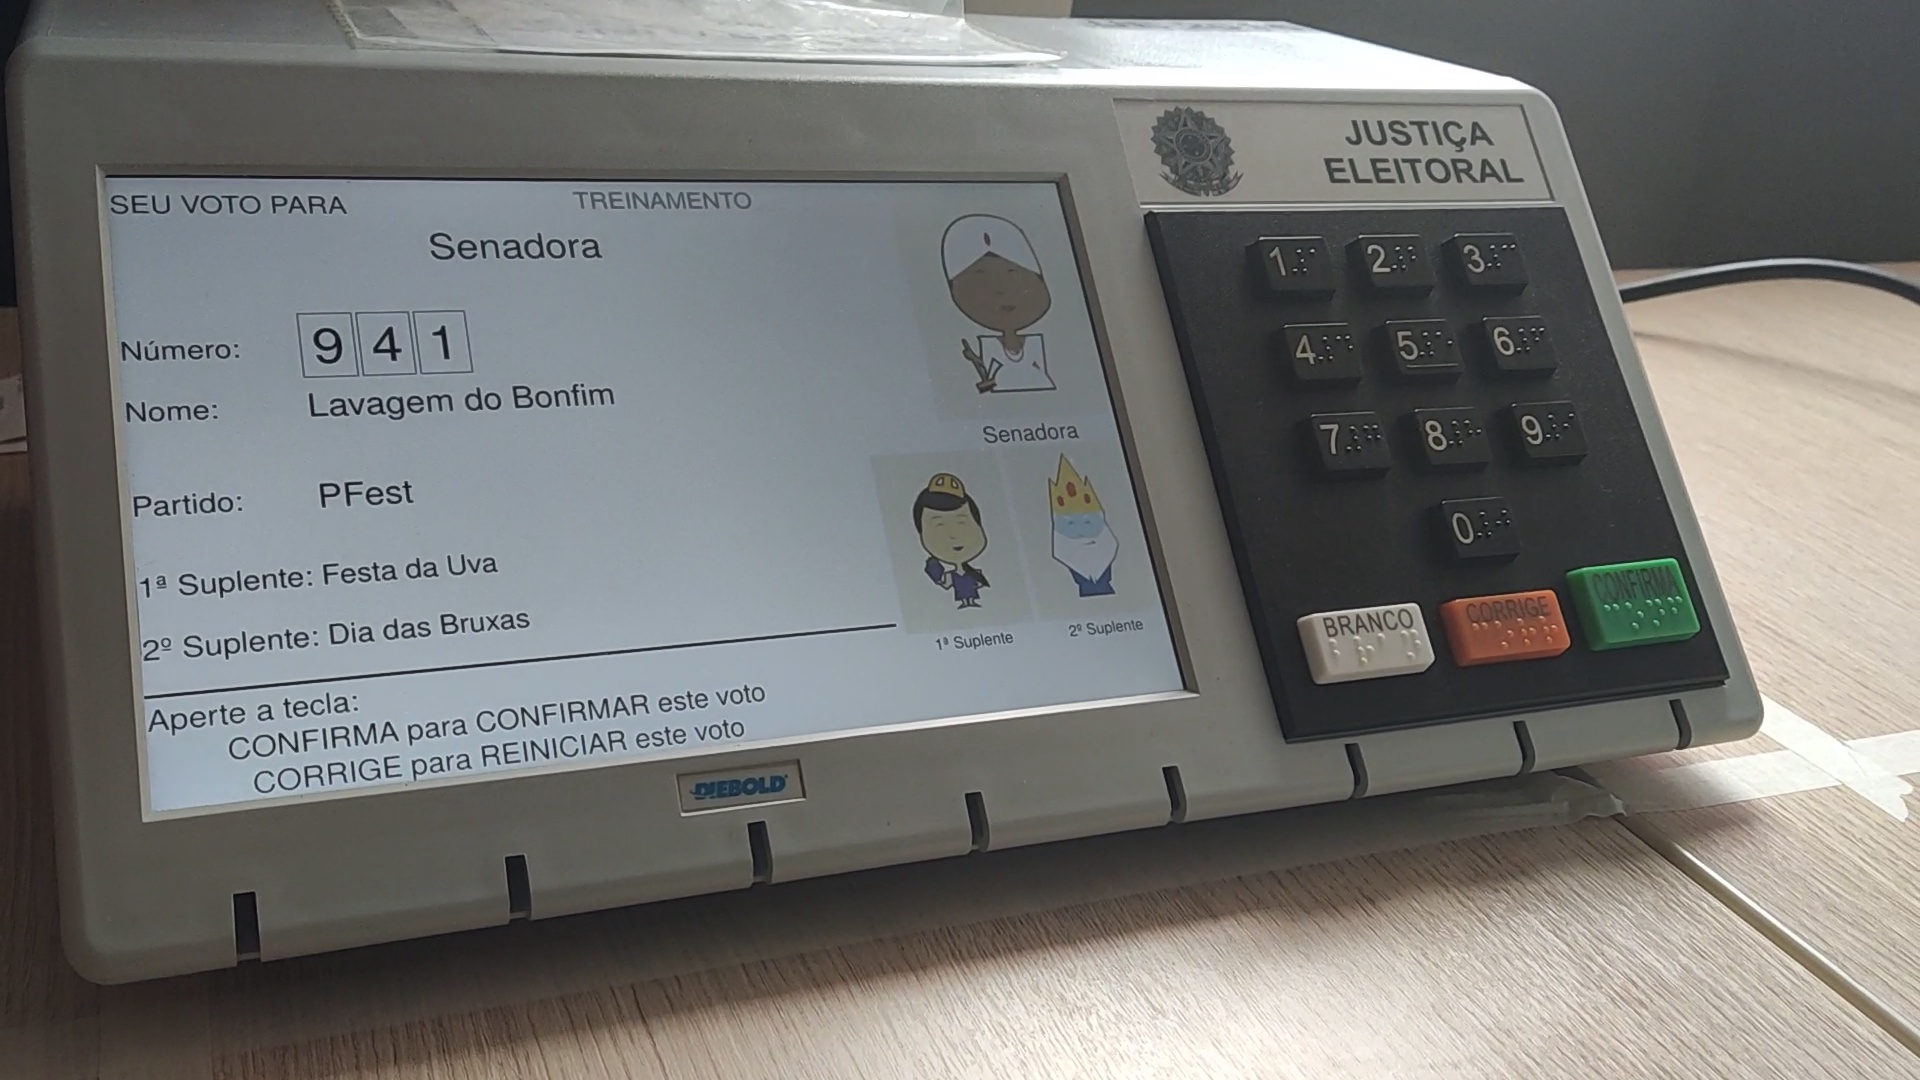 SEU VOTO PARA
TREINAMENTO
Senadora
Número: 9 4 1
Nome: Lavagem do Bonfim
Partido: PFest
1ª Suplente: Festa da Uva
2º Suplente: Dia das Bruxas
Senadora
1ª Suplente
2º Suplente
Aperte a tecla:
CONFIRMA para CONFIRMAR este voto
CORRIGE para REINICIAR este voto
DIEBOLD
JUSTIÇA
ELEITORAL
1 2 3
4 5 6
7 8 9
0
BRANCO CORRIGE CONFIRMA